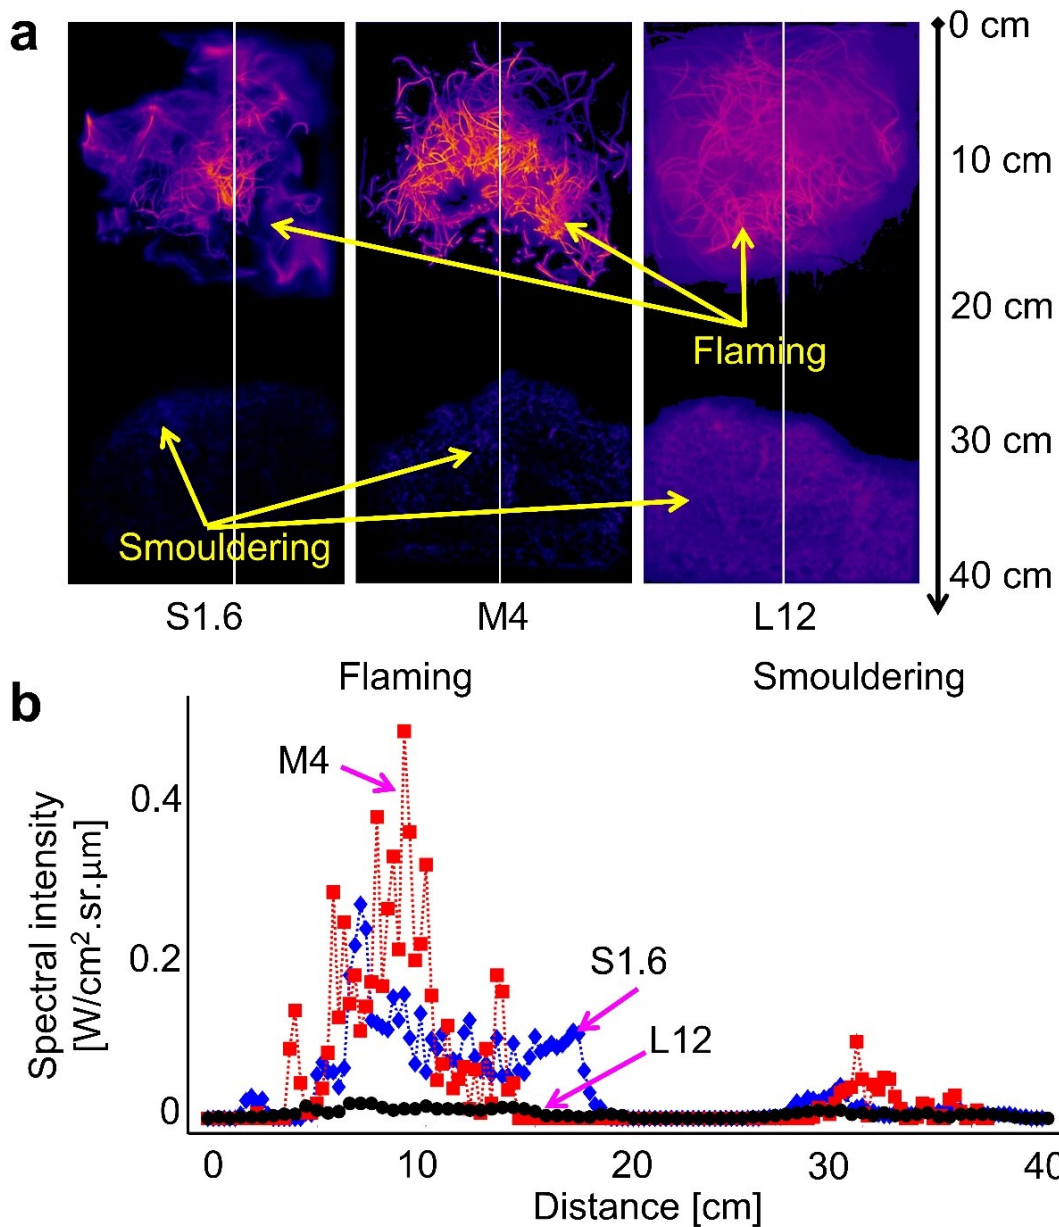 a
0 cm
10 cm
20 cm
Flaming
30 cm
Smouldering
40 cm
S1.6
M4
L12
b
Flaming
Smouldering
M4
0.4
0.2
0
S1.6
L12
Spectral intensity
[W/cm².sr.µm]
0
10
20
30
40
Distance [cm]